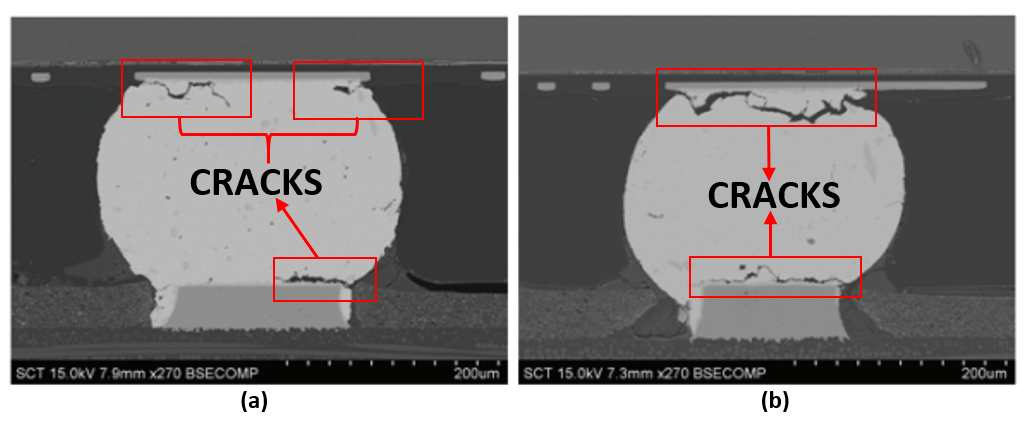 CRACKS
CRACKS
SCT 15.0kV 7.9mm x270 BSECOMP 200um
SCT 15.0kV 7.3mm x270 BSECOMP 200um
(a)
(b)